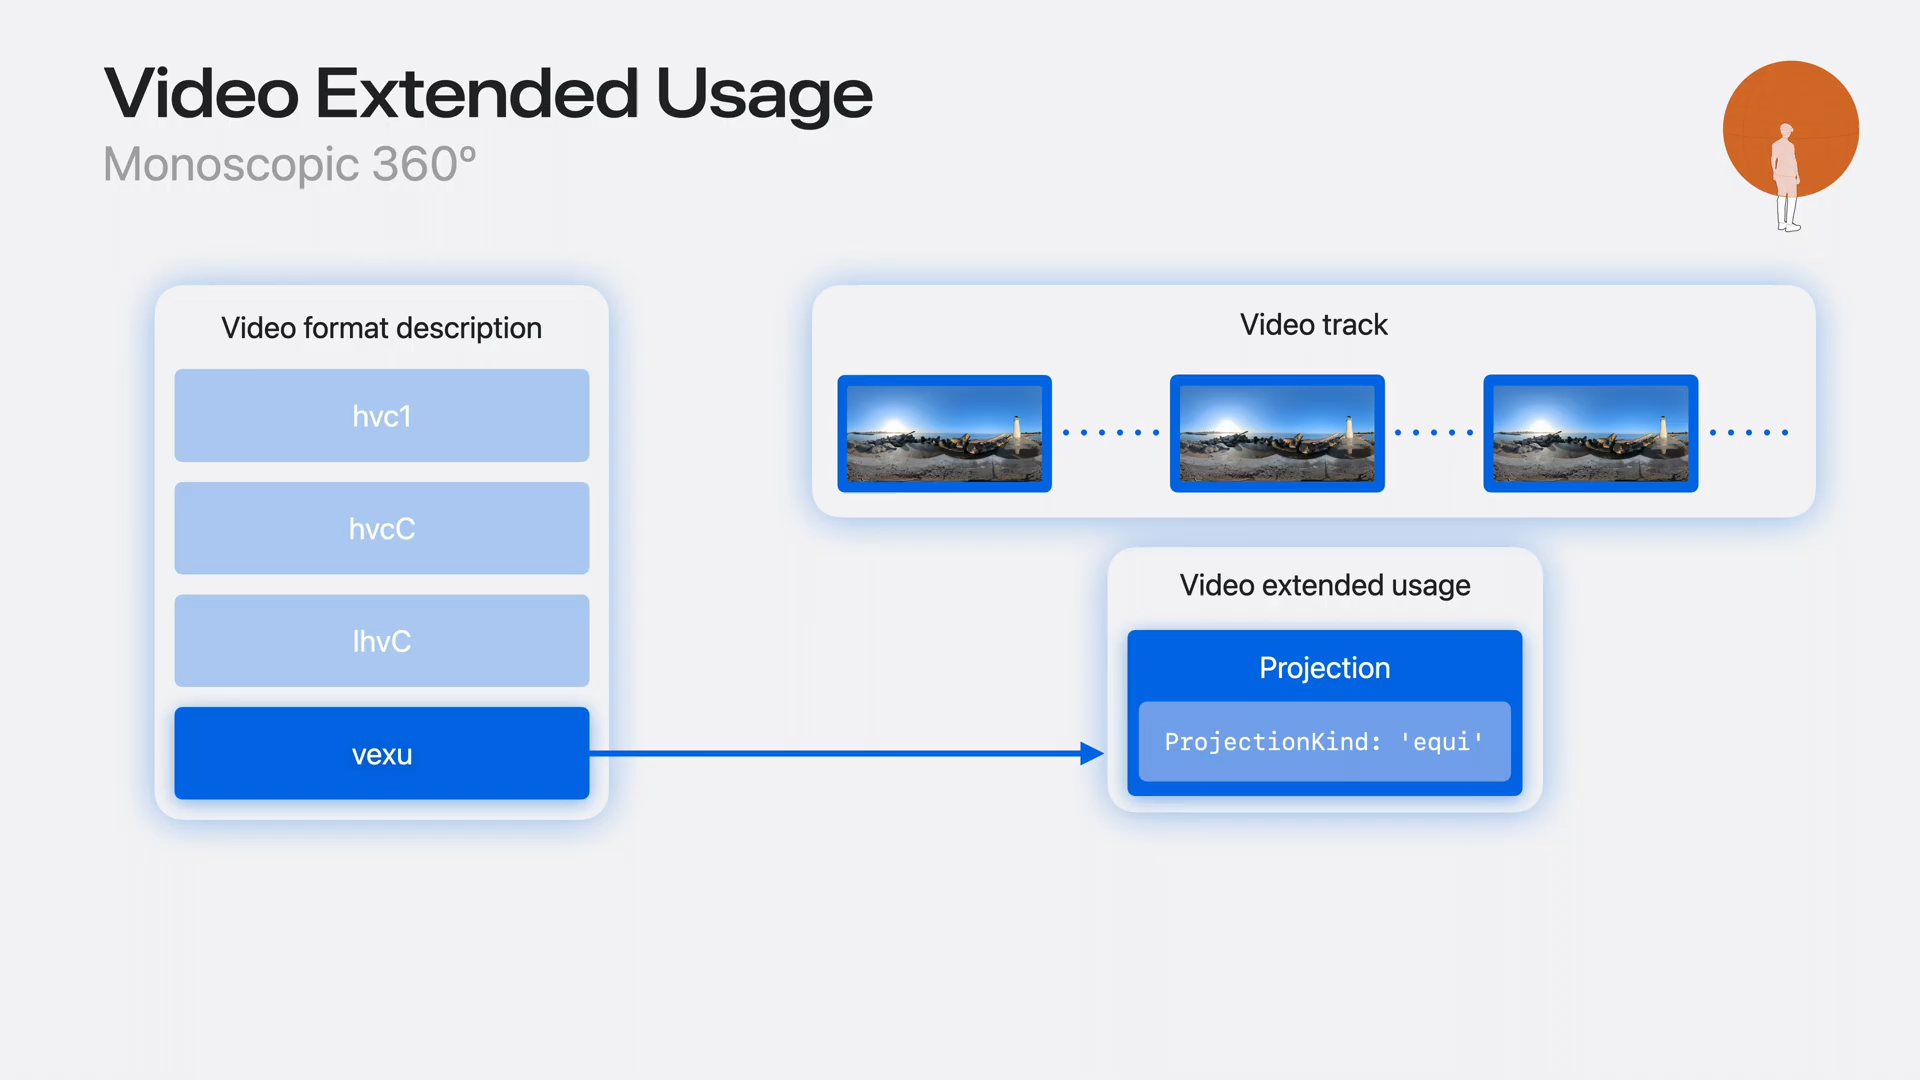 Video Extended Usage
Monoscopic 360º
Video format description
hvc1
hvcC
lhvC
vexu
Video track
Video extended usage
Projection
ProjectionKind: 'equi'